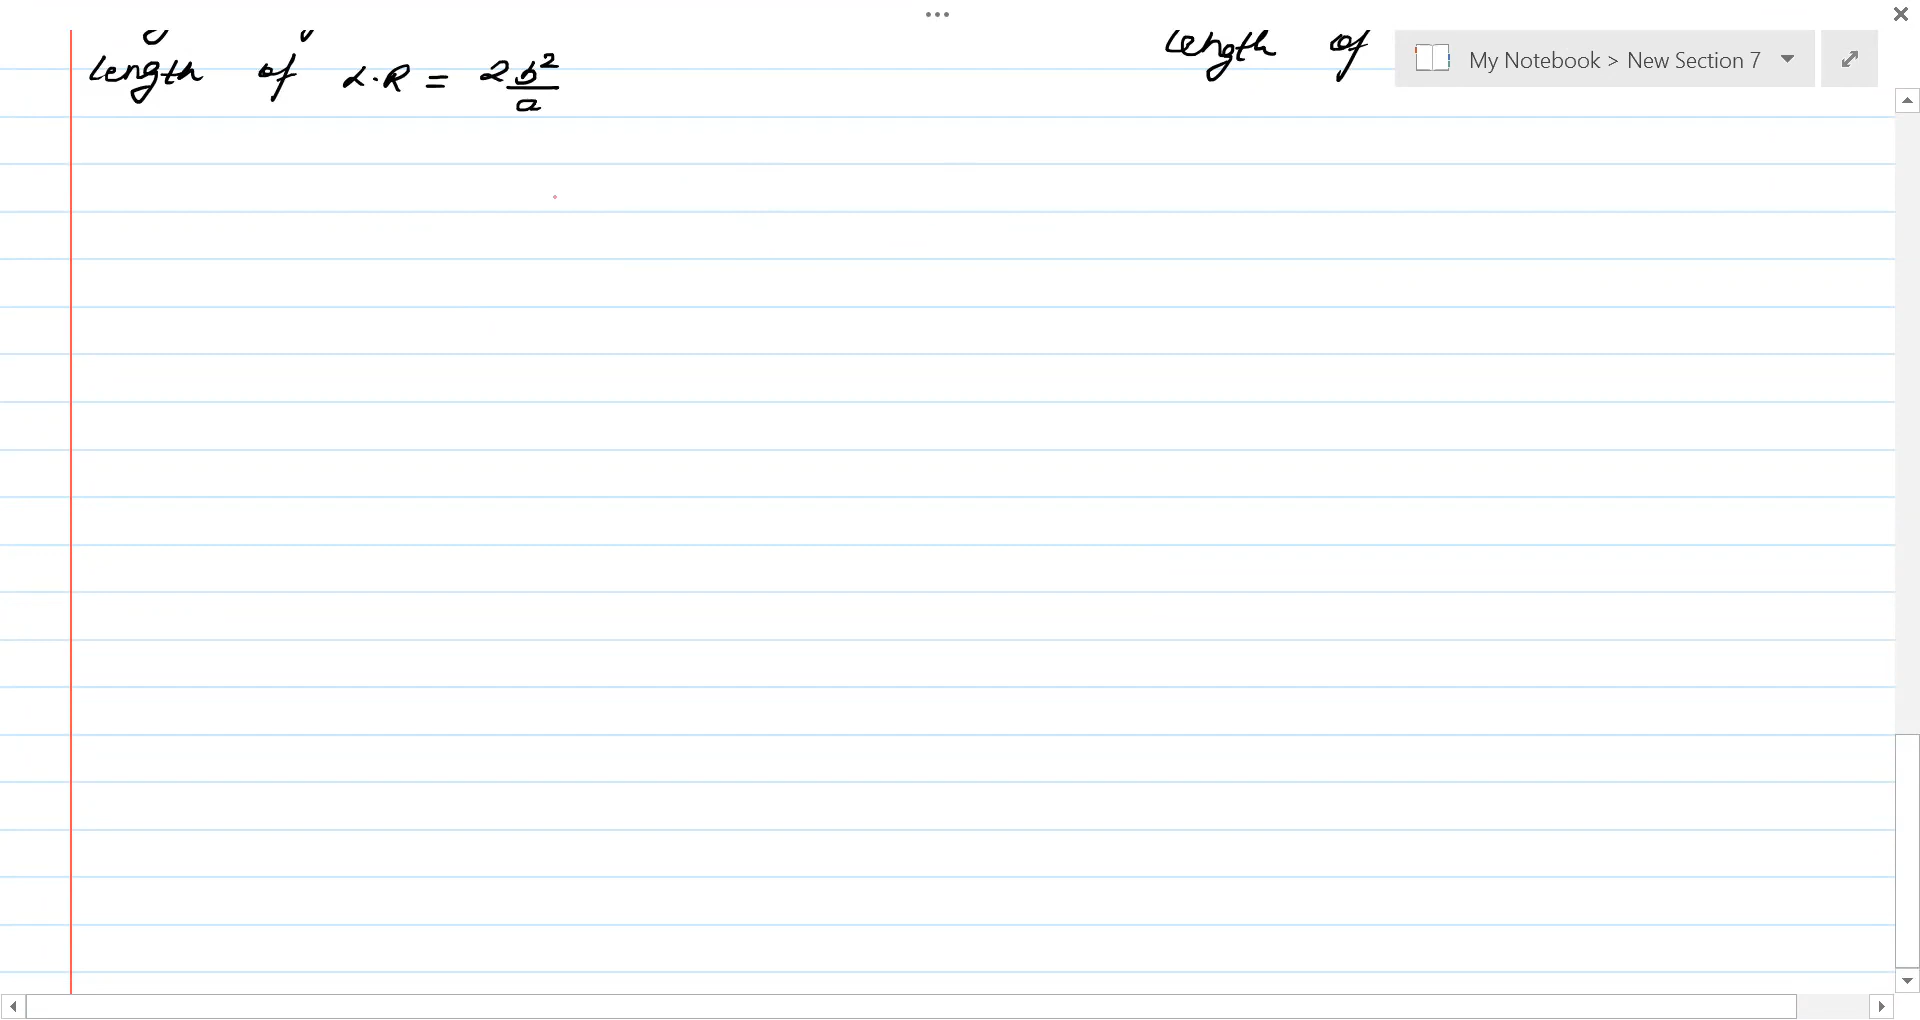 length of L.R = 2b²/a
length of
My Notebook > New Section 7